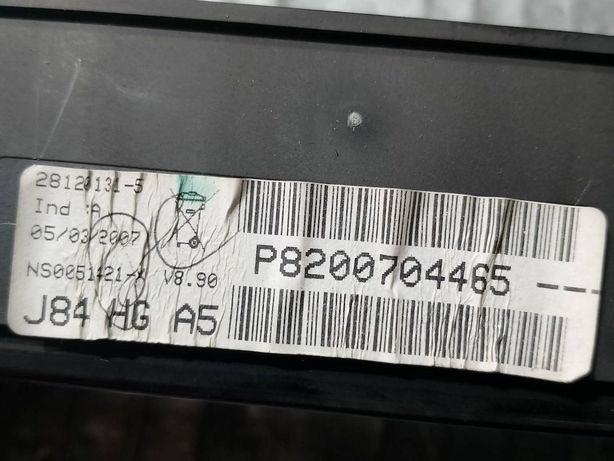 28120131-5
Ind :A
05/03/2007
NS0051421-X V8.90
J84 HG A5
P8200704465 ---